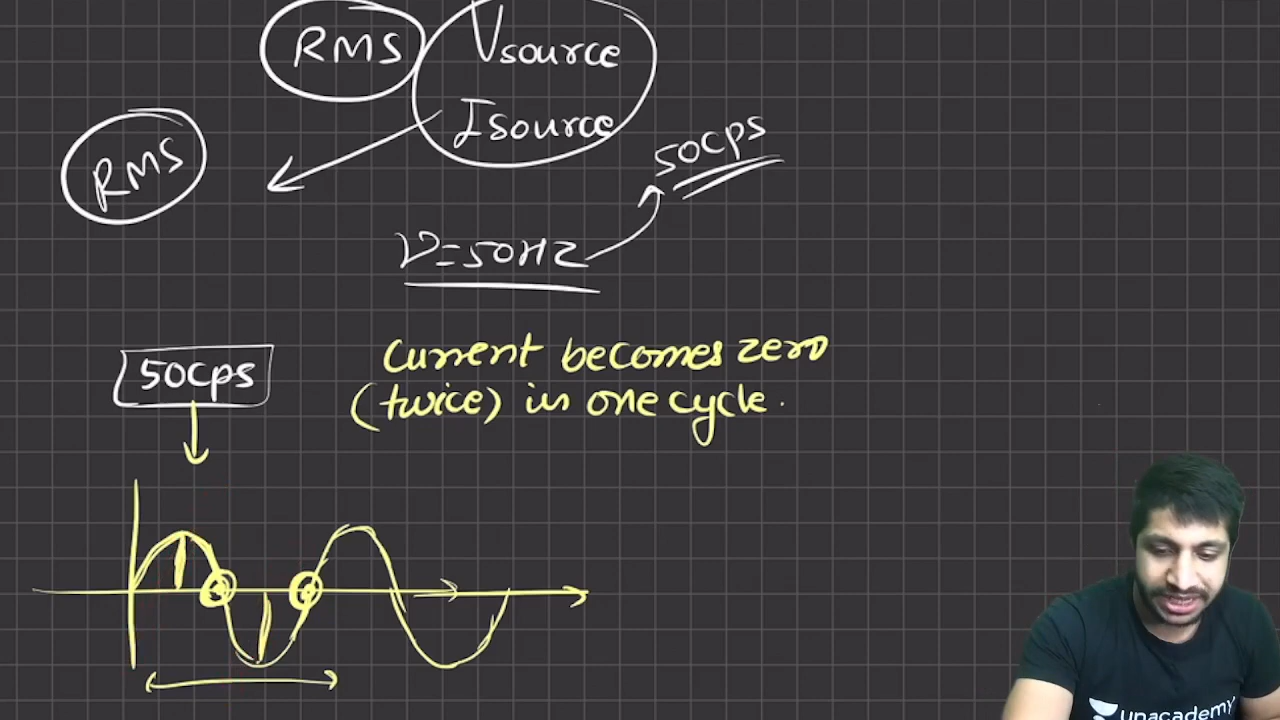 RMS Vsource
Isource
RMS
50cps
ν=50Hz
50cps
Current becomes zero
(twice) in one cycle.
unacademy